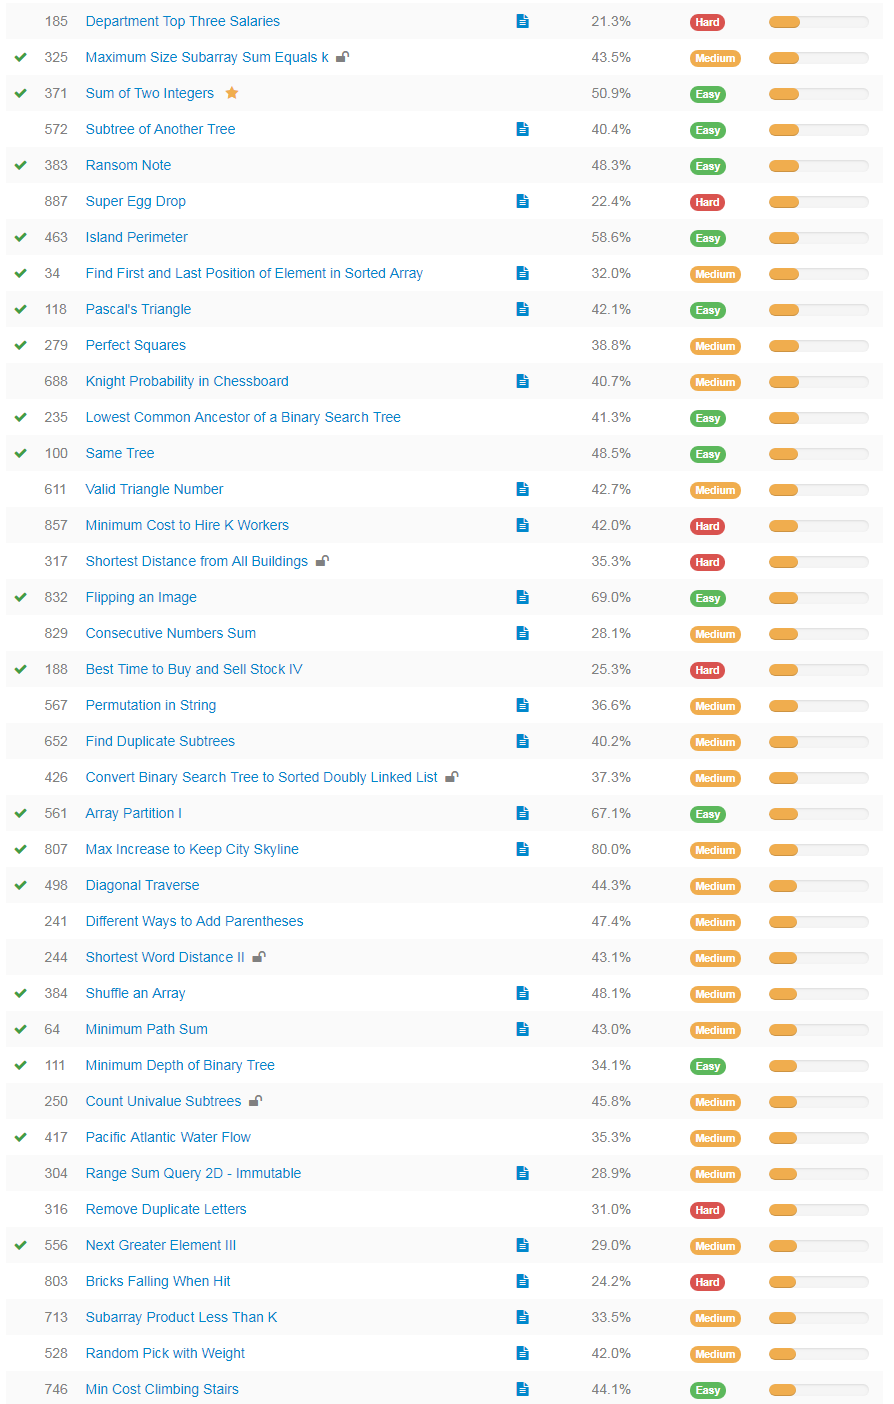 185 Department Top Three Salaries 21.3% Hard
325 Maximum Size Subarray Sum Equals k 43.5% Medium
371 Sum of Two Integers 50.9% Easy
572 Subtree of Another Tree 40.4% Easy
383 Ransom Note 48.3% Easy
887 Super Egg Drop 22.4% Hard
463 Island Perimeter 58.6% Easy
34 Find First and Last Position of Element in Sorted Array 32.0% Medium
118 Pascal's Triangle 42.1% Easy
279 Perfect Squares 38.8% Medium
688 Knight Probability in Chessboard 40.7% Medium
235 Lowest Common Ancestor of a Binary Search Tree 41.3% Easy
100 Same Tree 48.5% Easy
611 Valid Triangle Number 42.7% Medium
857 Minimum Cost to Hire K Workers 42.0% Hard
317 Shortest Distance from All Buildings 35.3% Hard
832 Flipping an Image 69.0% Easy
829 Consecutive Numbers Sum 28.1% Medium
188 Best Time to Buy and Sell Stock IV 25.3% Hard
567 Permutation in String 36.6% Medium
652 Find Duplicate Subtrees 40.2% Medium
426 Convert Binary Search Tree to Sorted Doubly Linked List 37.3% Medium
561 Array Partition I 67.1% Easy
807 Max Increase to Keep City Skyline 80.0% Medium
498 Diagonal Traverse 44.3% Medium
241 Different Ways to Add Parentheses 47.4% Medium
244 Shortest Word Distance II 43.1% Medium
384 Shuffle an Array 48.1% Medium
64 Minimum Path Sum 43.0% Medium
111 Minimum Depth of Binary Tree 34.1% Easy
250 Count Univalue Subtrees 45.8% Medium
417 Pacific Atlantic Water Flow 35.3% Medium
304 Range Sum Query 2D - Immutable 28.9% Medium
316 Remove Duplicate Letters 31.0% Hard
556 Next Greater Element III 29.0% Medium
803 Bricks Falling When Hit 24.2% Hard
713 Subarray Product Less Than K 33.5% Medium
528 Random Pick with Weight 42.0% Medium
746 Min Cost Climbing Stairs 44.1% Easy